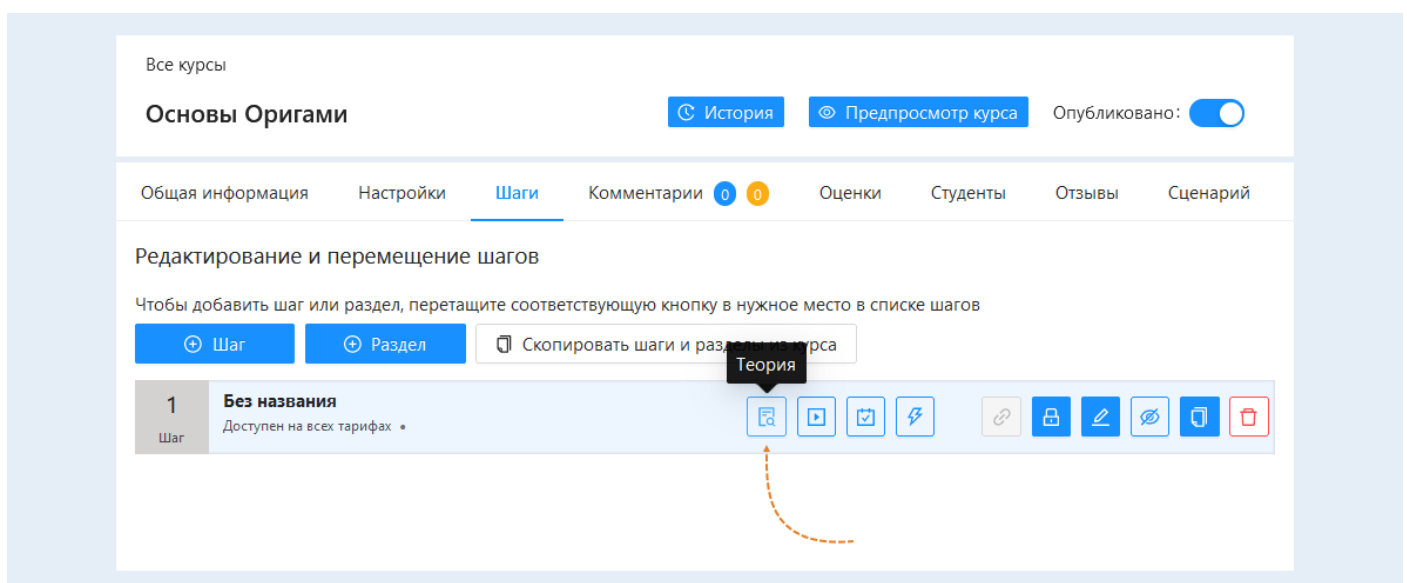 Все курсы
Основы Оригами
История
Предпросмотр курса
Опубликовано:
Общая информация Настройки Шаги Комментарии 0 0 Оценки Студенты Отзывы Сценарий
Редактирование и перемещение шагов
Чтобы добавить шаг или раздел, перетащите соответствующую кнопку в нужное место в списке шагов
Шаг Раздел Скопировать шаги и разделы из курса
Теория
1 Без названия
Шаг Доступен на всех тарифах